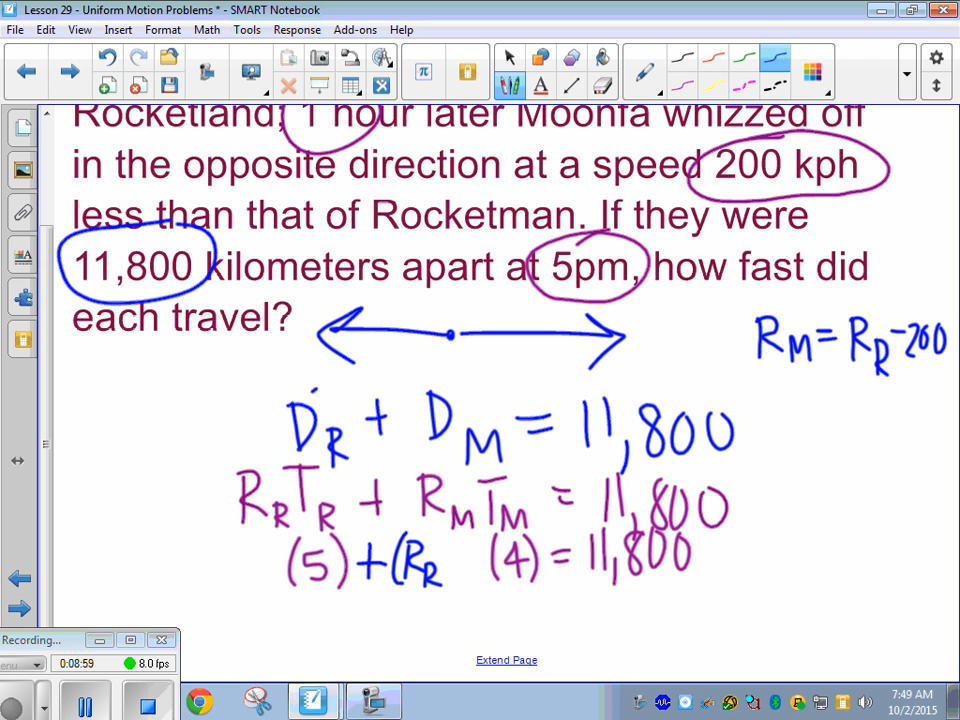 Lesson 29 - Uniform Motion Problems * - SMART Notebook
File Edit View Insert Format Math Tools Response Add-ons Help
Rocketland; 1 hour later Moonfa whizzed off
in the opposite direction at a speed 200 kph
less than that of Rocketman. If they were
11,800 kilometers apart at 5pm, how fast did
each travel?
R_M = R_R - 200
D_R + D_M = 11,800
R_R T_R + R_M T_M = 11,800
(5) + (R_R (4) = 11,800
Extend Page
Recording...
enu
0:08:59
8.0 fps
7:49 AM
10/2/2015